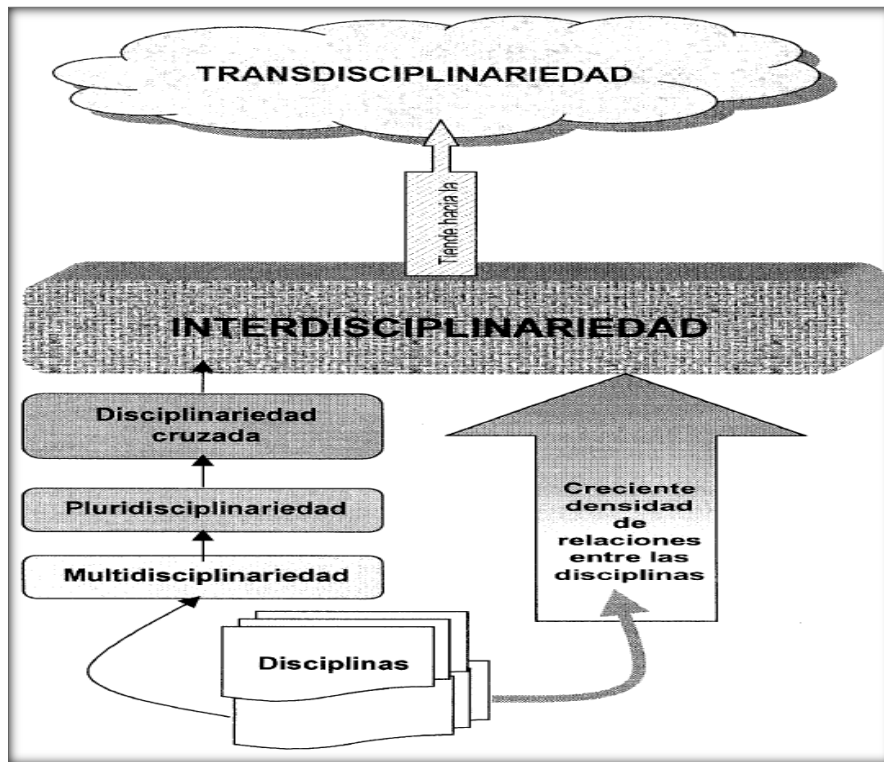 TRANSDISCIPLINARIEDAD
Tiende hacia la
INTERDISCIPLINARIEDAD
Disciplinariedad
cruzada
Pluridisciplinariedad
Multidisciplinariedad
Creciente
densidad
de
relaciones
entre las
disciplinas
Disciplinas